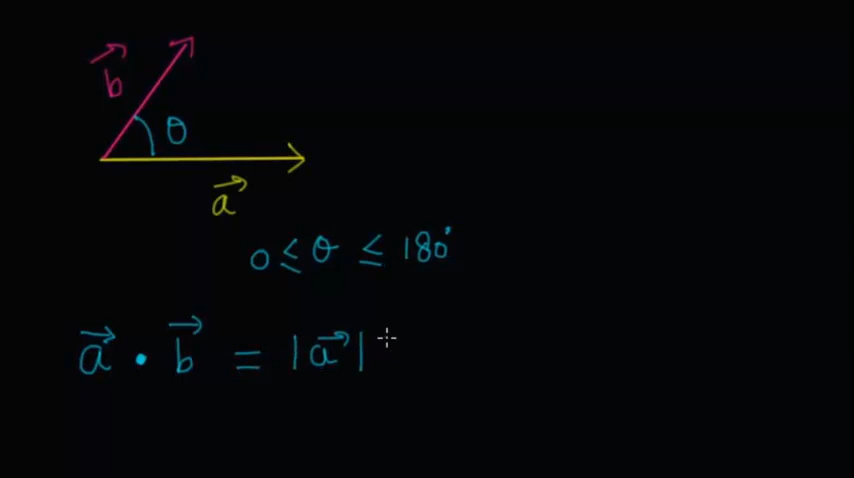 b⃗
θ
a⃗
0 ≤ θ ≤ 180°
a⃗ · b⃗ = |a⃗|